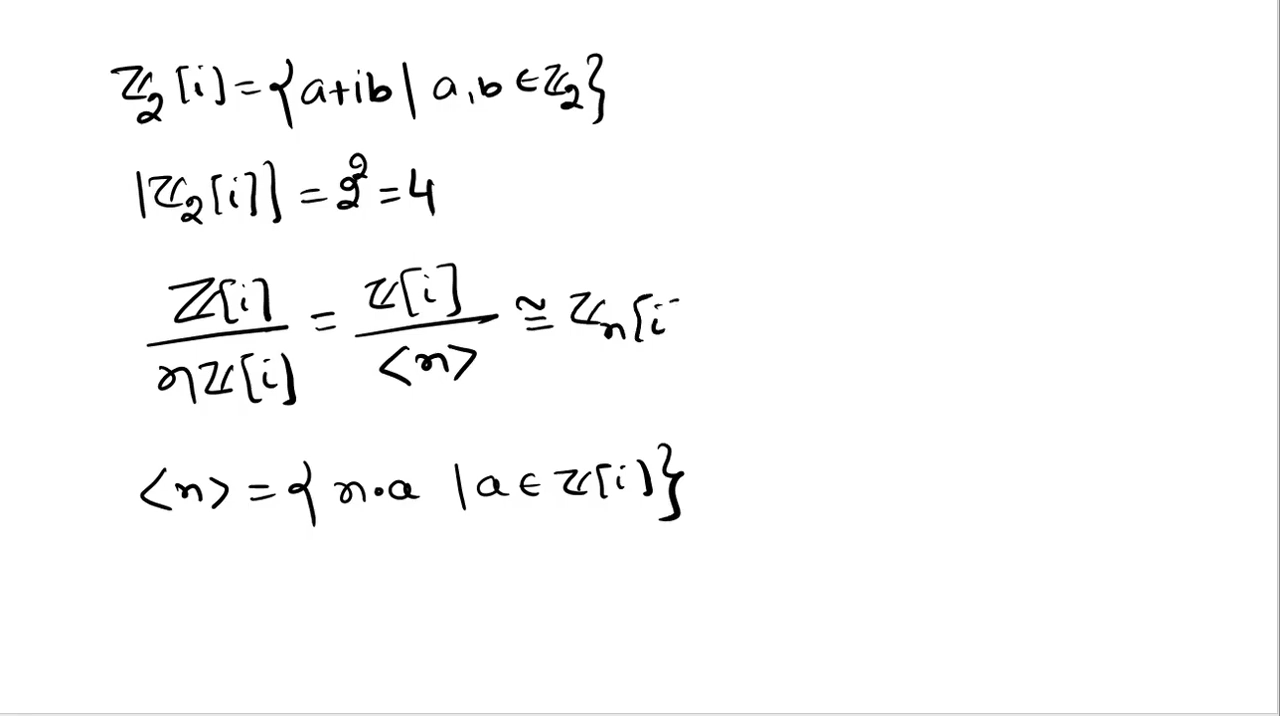 ℤ₂[i] = {a+ib | a,b ∈ ℤ₂}
|ℤ₂[i]| = 2² = 4
ℤ[i]/nℤ[i] = ℤ[i]/<n> ≅ ℤₙ[i
<n> = { n·a | a ∈ ℤ[i] }